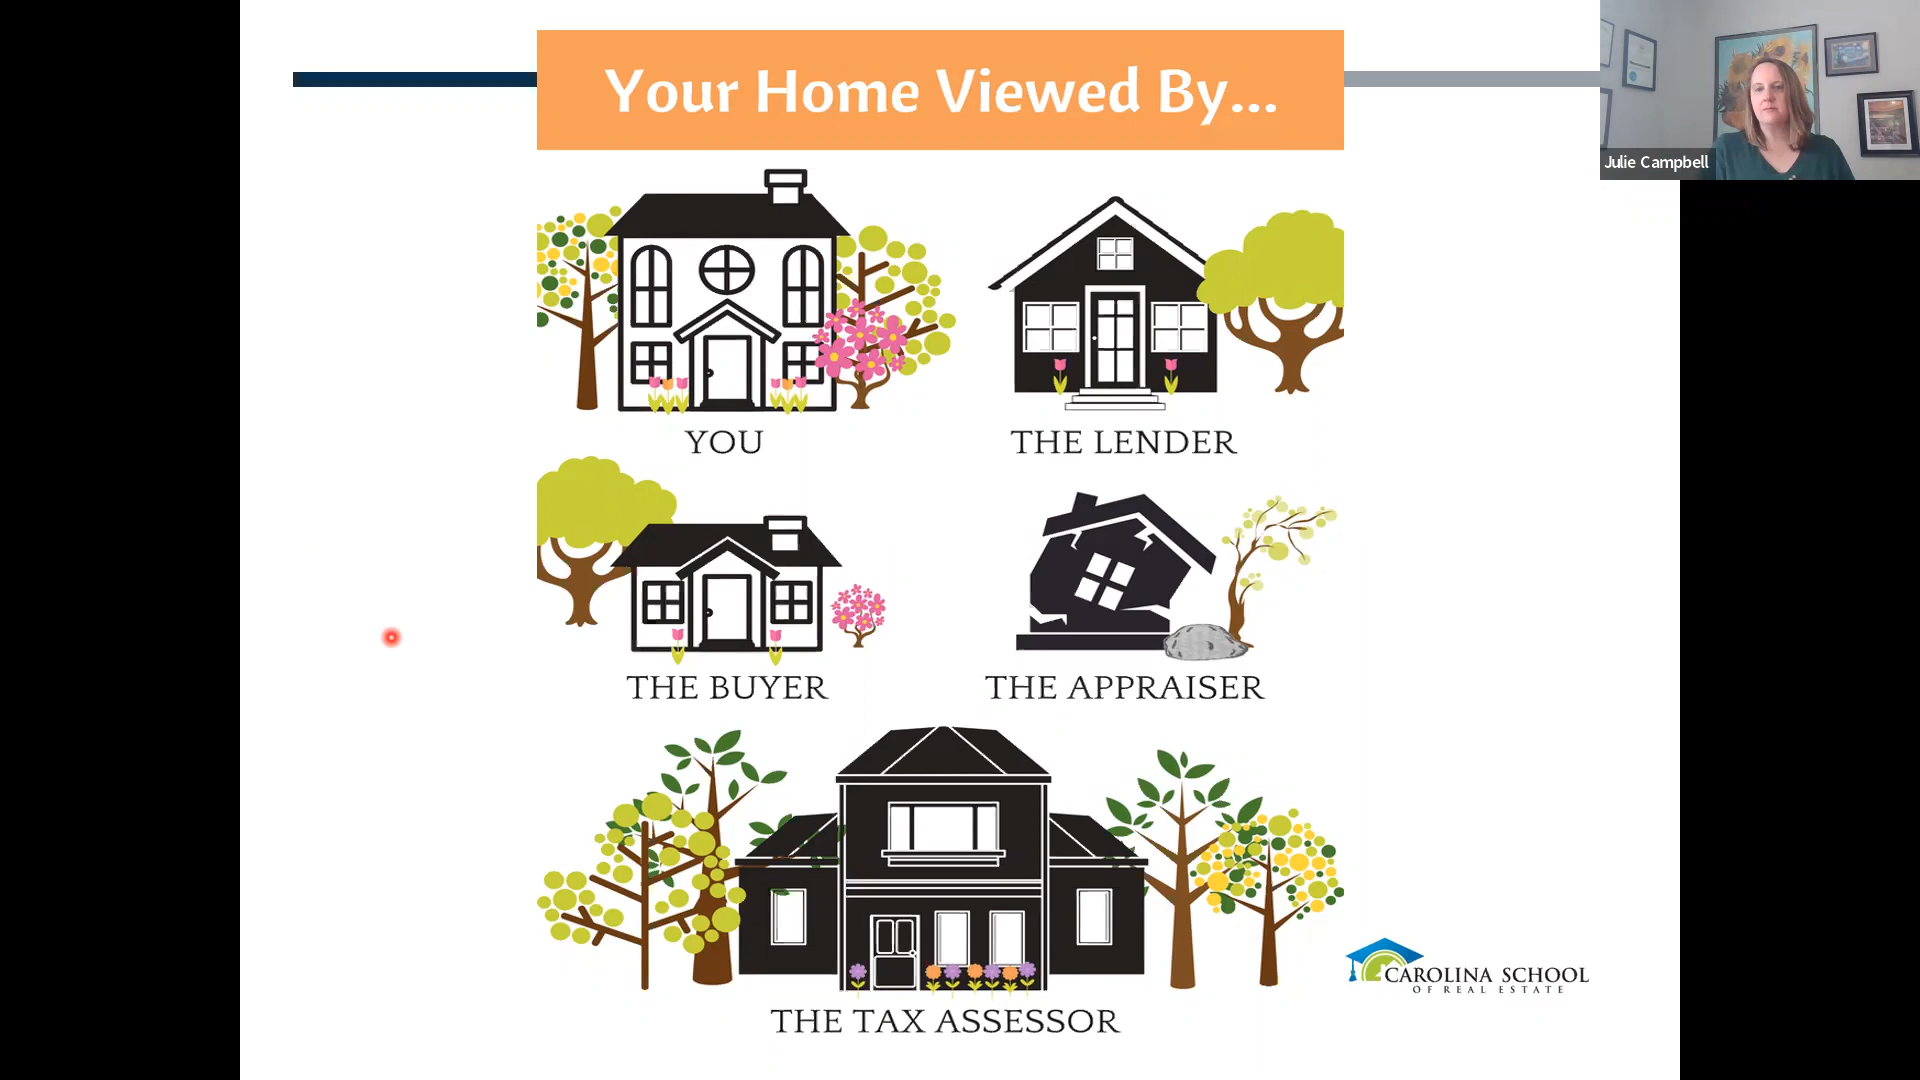 Your Home Viewed By...
Julie Campbell
YOU
THE LENDER
THE BUYER
THE APPRAISER
THE TAX ASSESSOR
CAROLINA SCHOOL
OF REAL ESTATE